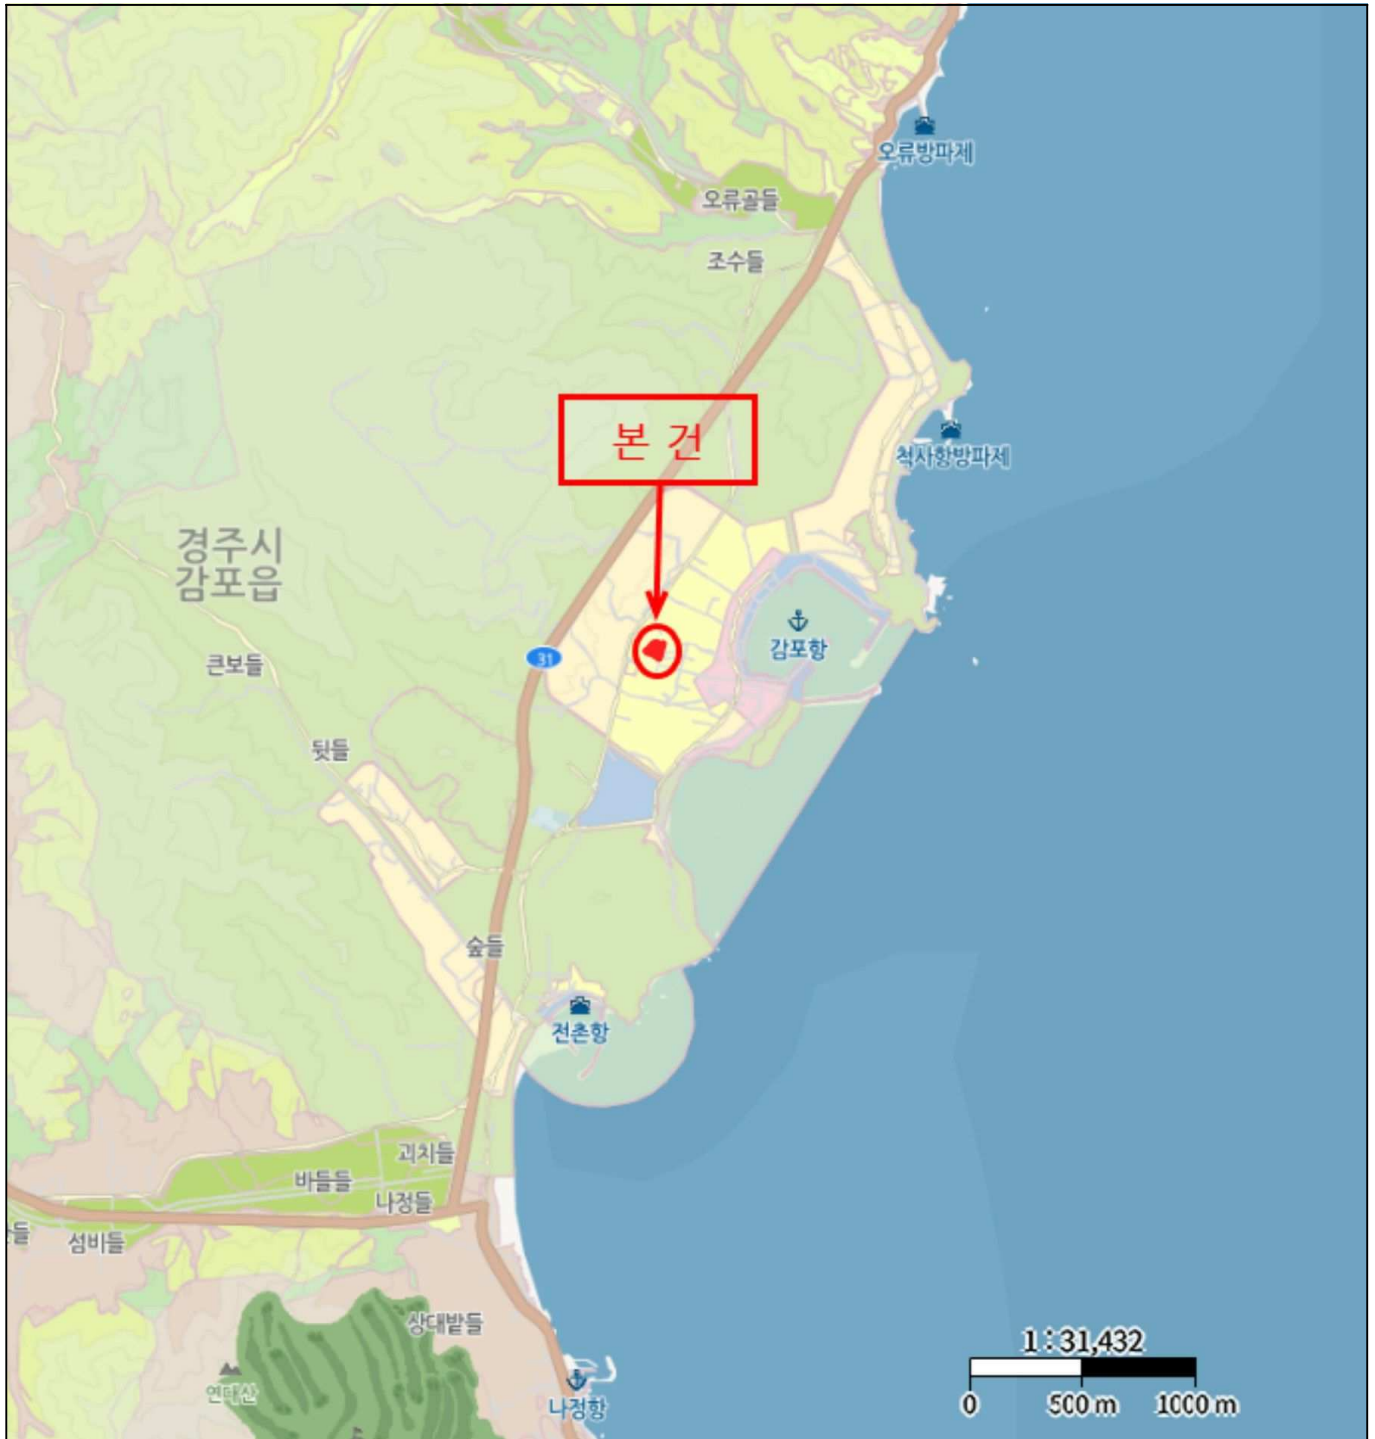 오류방파제
오류골들
조수들
본 건
척사항방파제
경주시
감포읍
감포항
31
큰보들
뒷들
숲들
전촌항
괴치들
바들들
나정들
들
섬비들
상대밭들
연대산
나정항
1:31,432
0 500 m 1000 m